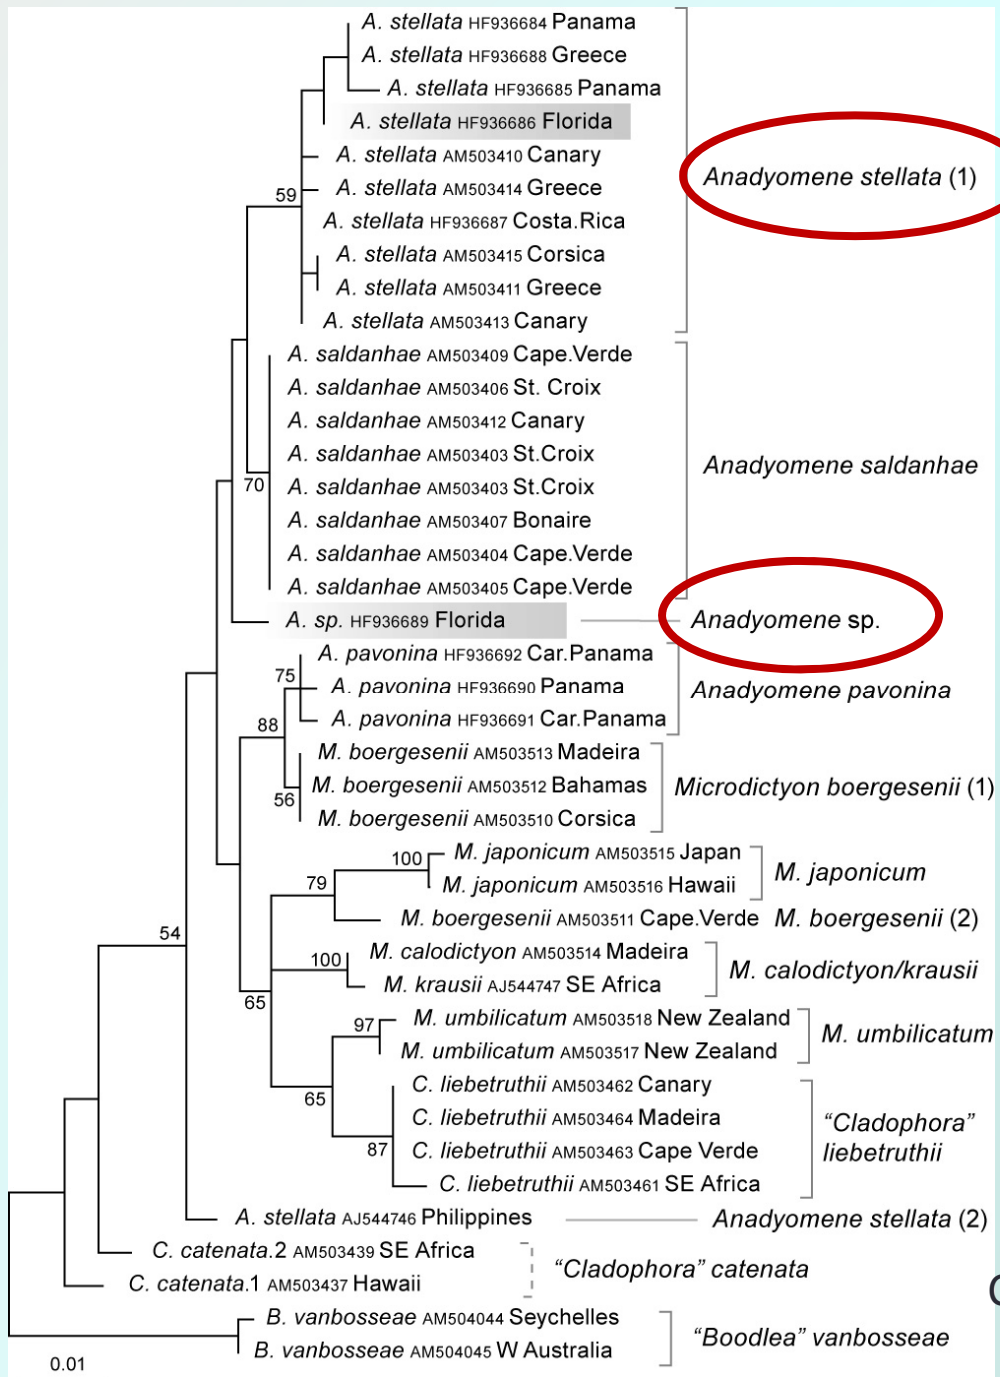 A. stellata HF936684 Panama
A. stellata HF936688 Greece
A. stellata HF936685 Panama
A. stellata HF936686 Florida
A. stellata AM503410 Canary
Anadyomene stellata (1)
A. stellata AM503414 Greece
59
A. stellata HF936687 Costa.Rica
A. stellata AM503415 Corsica
A. stellata AM503411 Greece
A. stellata AM503413 Canary
A. saldanhae AM503409 Cape.Verde
A. saldanhae AM503406 St. Croix
A. saldanhae AM503412 Canary
A. saldanhae AM503403 St.Croix
Anadyomene saldanhae
A. saldanhae AM503403 St.Croix
70
A. saldanhae AM503407 Bonaire
A. saldanhae AM503404 Cape.Verde
A. saldanhae AM503405 Cape.Verde
A. sp. HF936689 Florida
Anadyomene sp.
A. pavonina HF936692 Car.Panama
75
A. pavonina HF936690 Panama
Anadyomene pavonina
A. pavonina HF936691 Car.Panama
88
M. boergesenii AM503513 Madeira
M. boergesenii AM503512 Bahamas
Microdictyon boergesenii (1)
56
M. boergesenii AM503510 Corsica
M. japonicum AM503515 Japan
100
M. japonicum
M. japonicum AM503516 Hawaii
79
M. boergesenii AM503511 Cape.Verde
M. boergesenii (2)
54
M. calodictyon AM503514 Madeira
100
M. calodictyon/krausii
M. krausii AJ544747 SE Africa
65
M. umbilicatum AM503518 New Zealand
97
M. umbilicatum
M. umbilicatum AM503517 New Zealand
C. liebetruthii AM503462 Canary
65
C. liebetruthii AM503464 Madeira
“Cladophora”
liebetruthii
C. liebetruthii AM503463 Cape Verde
87
C. liebetruthii AM503461 SE Africa
A. stellata AJ544746 Philippines
Anadyomene stellata (2)
C. catenata.2 AM503439 SE Africa
“Cladophora” catenata
C. catenata.1 AM503437 Hawaii
B. vanbosseae AM504044 Seychelles
“Boodlea” vanbosseae
B. vanbosseae AM504045 W Australia
0.01